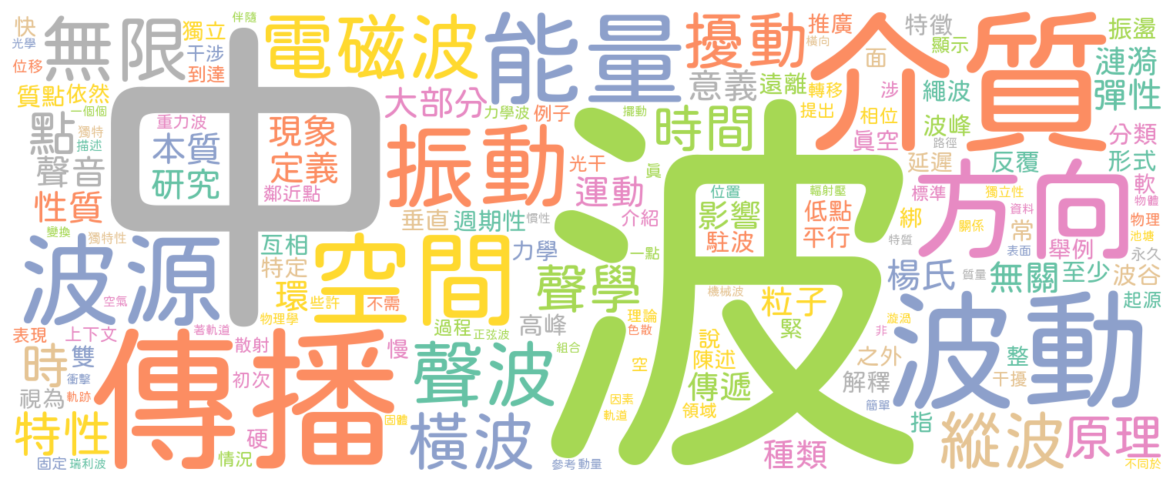 快
光學
位移
無限
獨立
干涉
到達
伴隨
電磁波
能量
擾動
推廣
橫向
特徵
顯示
面
介質
振盪
漣漪
彈性
質點
依然
一個個
大部分
力學波
例子
擺動
意義
遠離
轉移
提出
涉
相位
繩波
波峰
路徑
點
獨特
描述
中
重力波
本質
研究
現象
定義
鄰近點
振動
光干
時間
真空
延遲
反覆
分類
形式
聲音
性質
變換
獨特性
運動
介紹
真
位置
影響
駐波
輻射壓
低點
平行
標準
獨立性
方向
常
資料
軟
物體
物理
池塘
永久
垂直
週期性
慣性
波
綁
關係
舉例
表面
特質
波源
空氣
亙相
特定
環
些許
物理學
空間
不需
力學
聲學
一點
機械波
粒子
楊氏
質量
無關
至少
波谷
起源
表現
上下文
著軌道
過程
正弦波
高峰
理論
色散
緊
漩渦
非
時
雙
衝擊
視為
軌跡
傳播
散射
初次
慢
聲波
組合
空
說
陳述
傳遞
之外
解釋
波動
整
干擾
簡單
特性
固定
瑞利波
硬
情況
固體
橫波
因素
軌道
領域
參考
動量
種類
指
縱波
原理
不同於